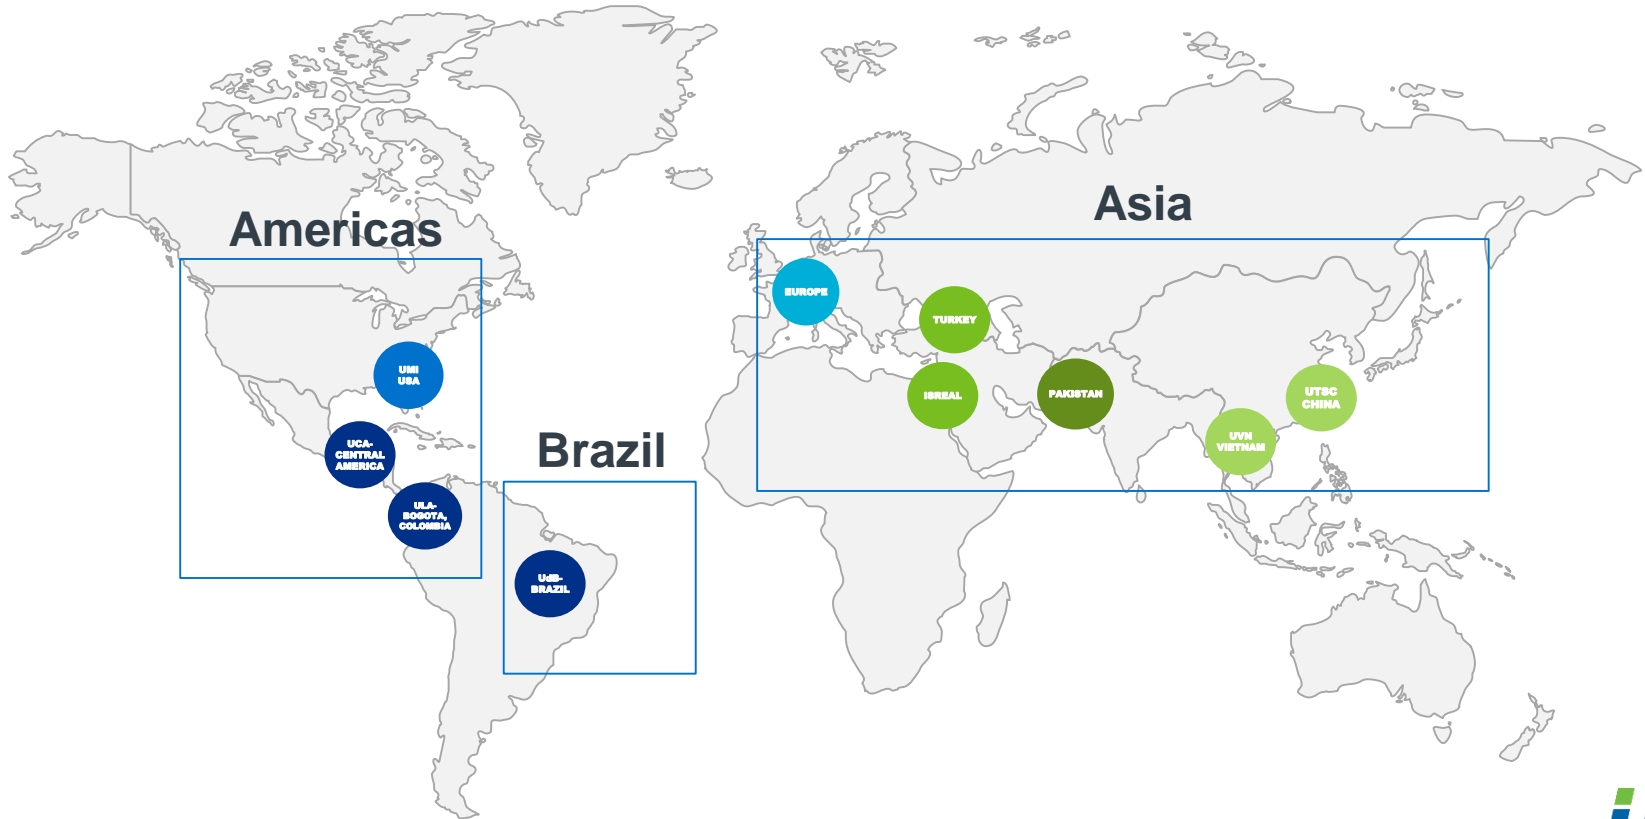 Americas
Asia
EUROPE
TURKEY
UMI
USA
ISREAL
PAKISTAN
UTSC
CHINA
UCA-
CENTRAL
AMERICA
Brazil
UVN
VIETNAM
ULA-
BOGOTA,
COLOMBIA
UdB-
BRAZIL